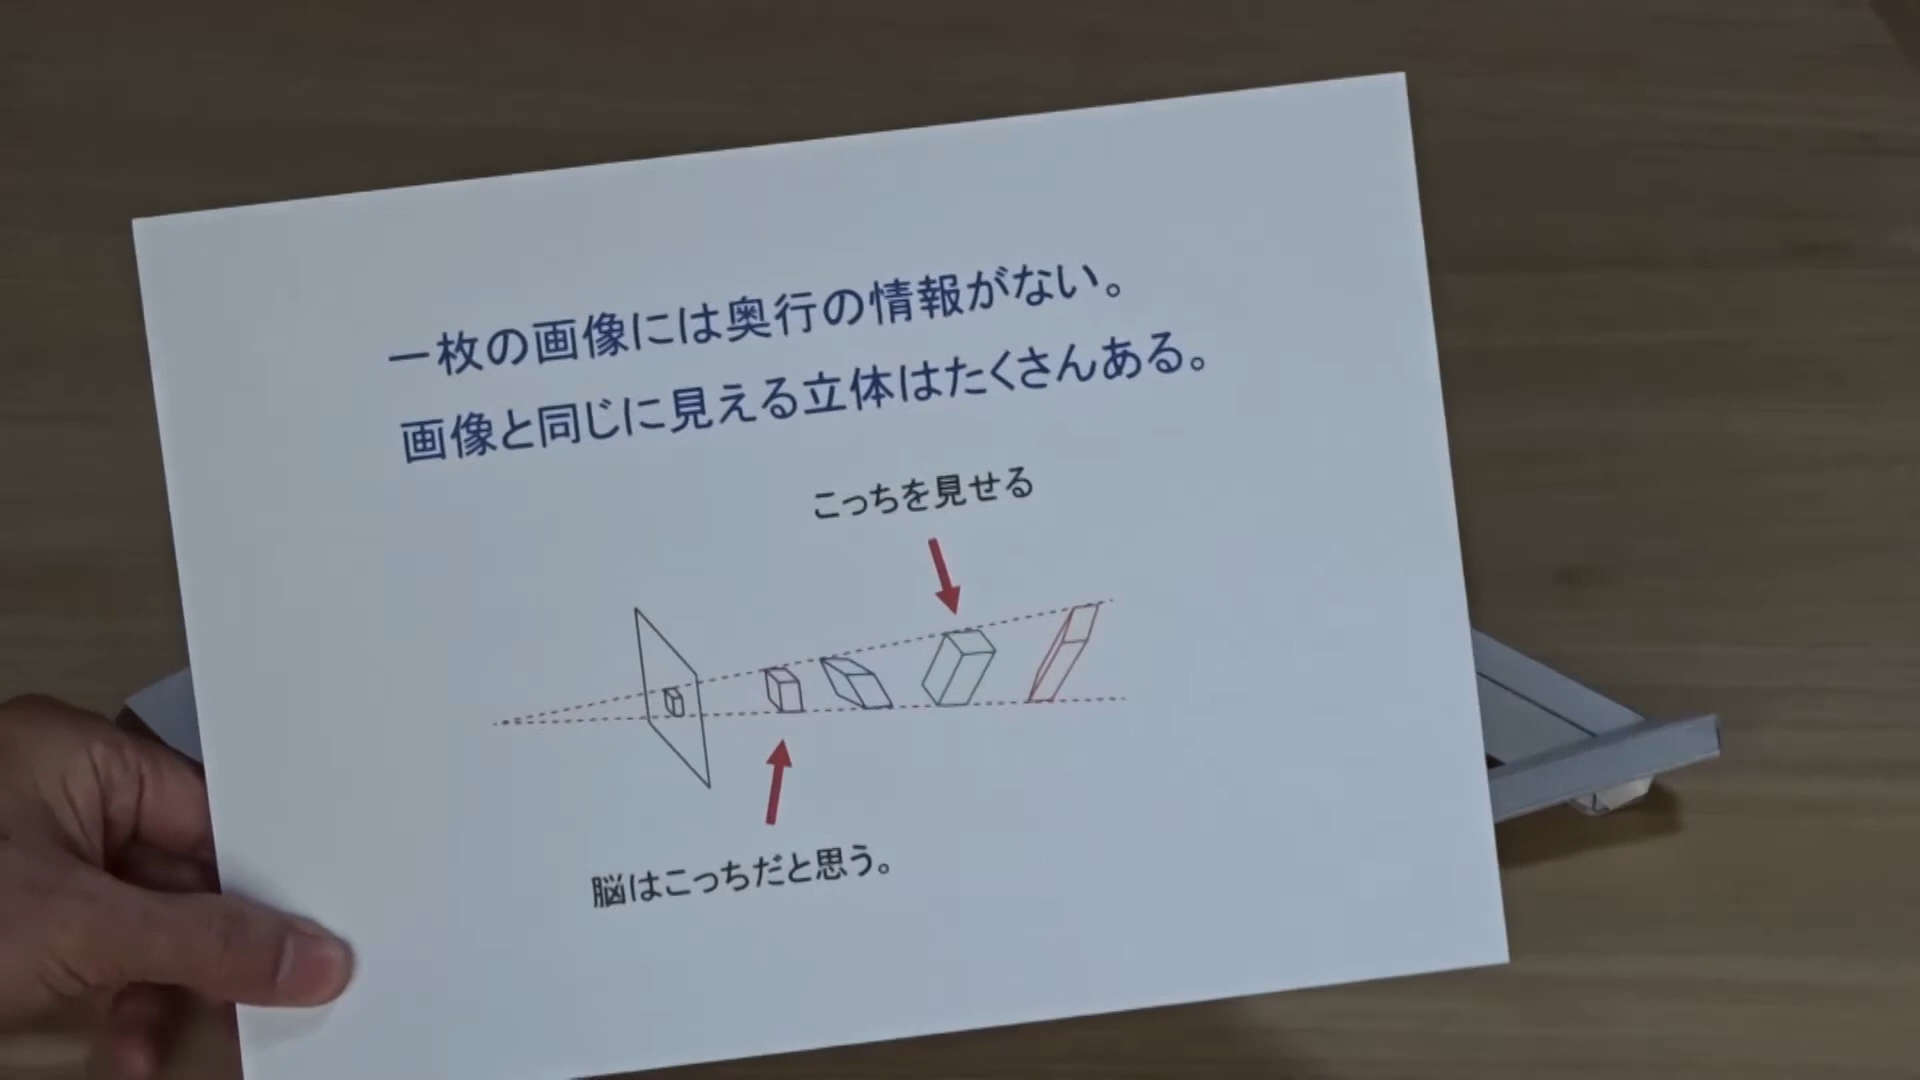 一枚の画像には奥行の情報がない。
画像と同じに見える立体はたくさんある。
こっちを見せる
脳はこっちだと思う。